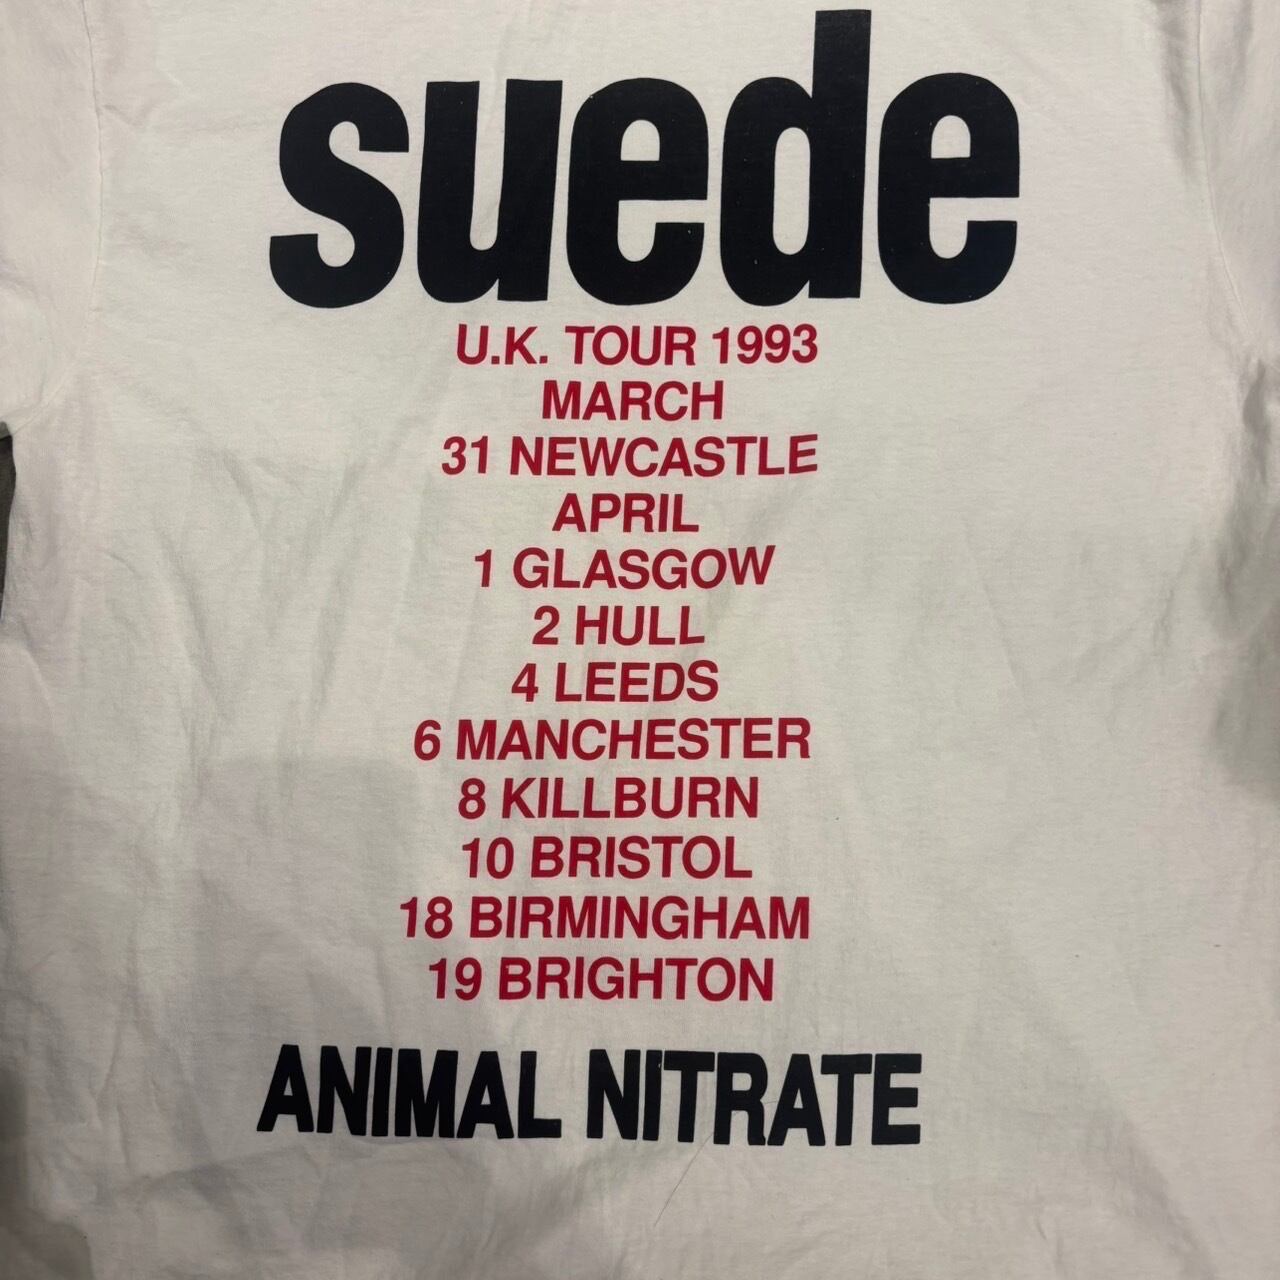 suede
U.K. TOUR 1993
MARCH
31 NEWCASTLE
APRIL
1 GLASGOW
2 HULL
4 LEEDS
6 MANCHESTER
8 KILLBURN
10 BRISTOL
18 BIRMINGHAM
19 BRIGHTON
ANIMAL NITRATE